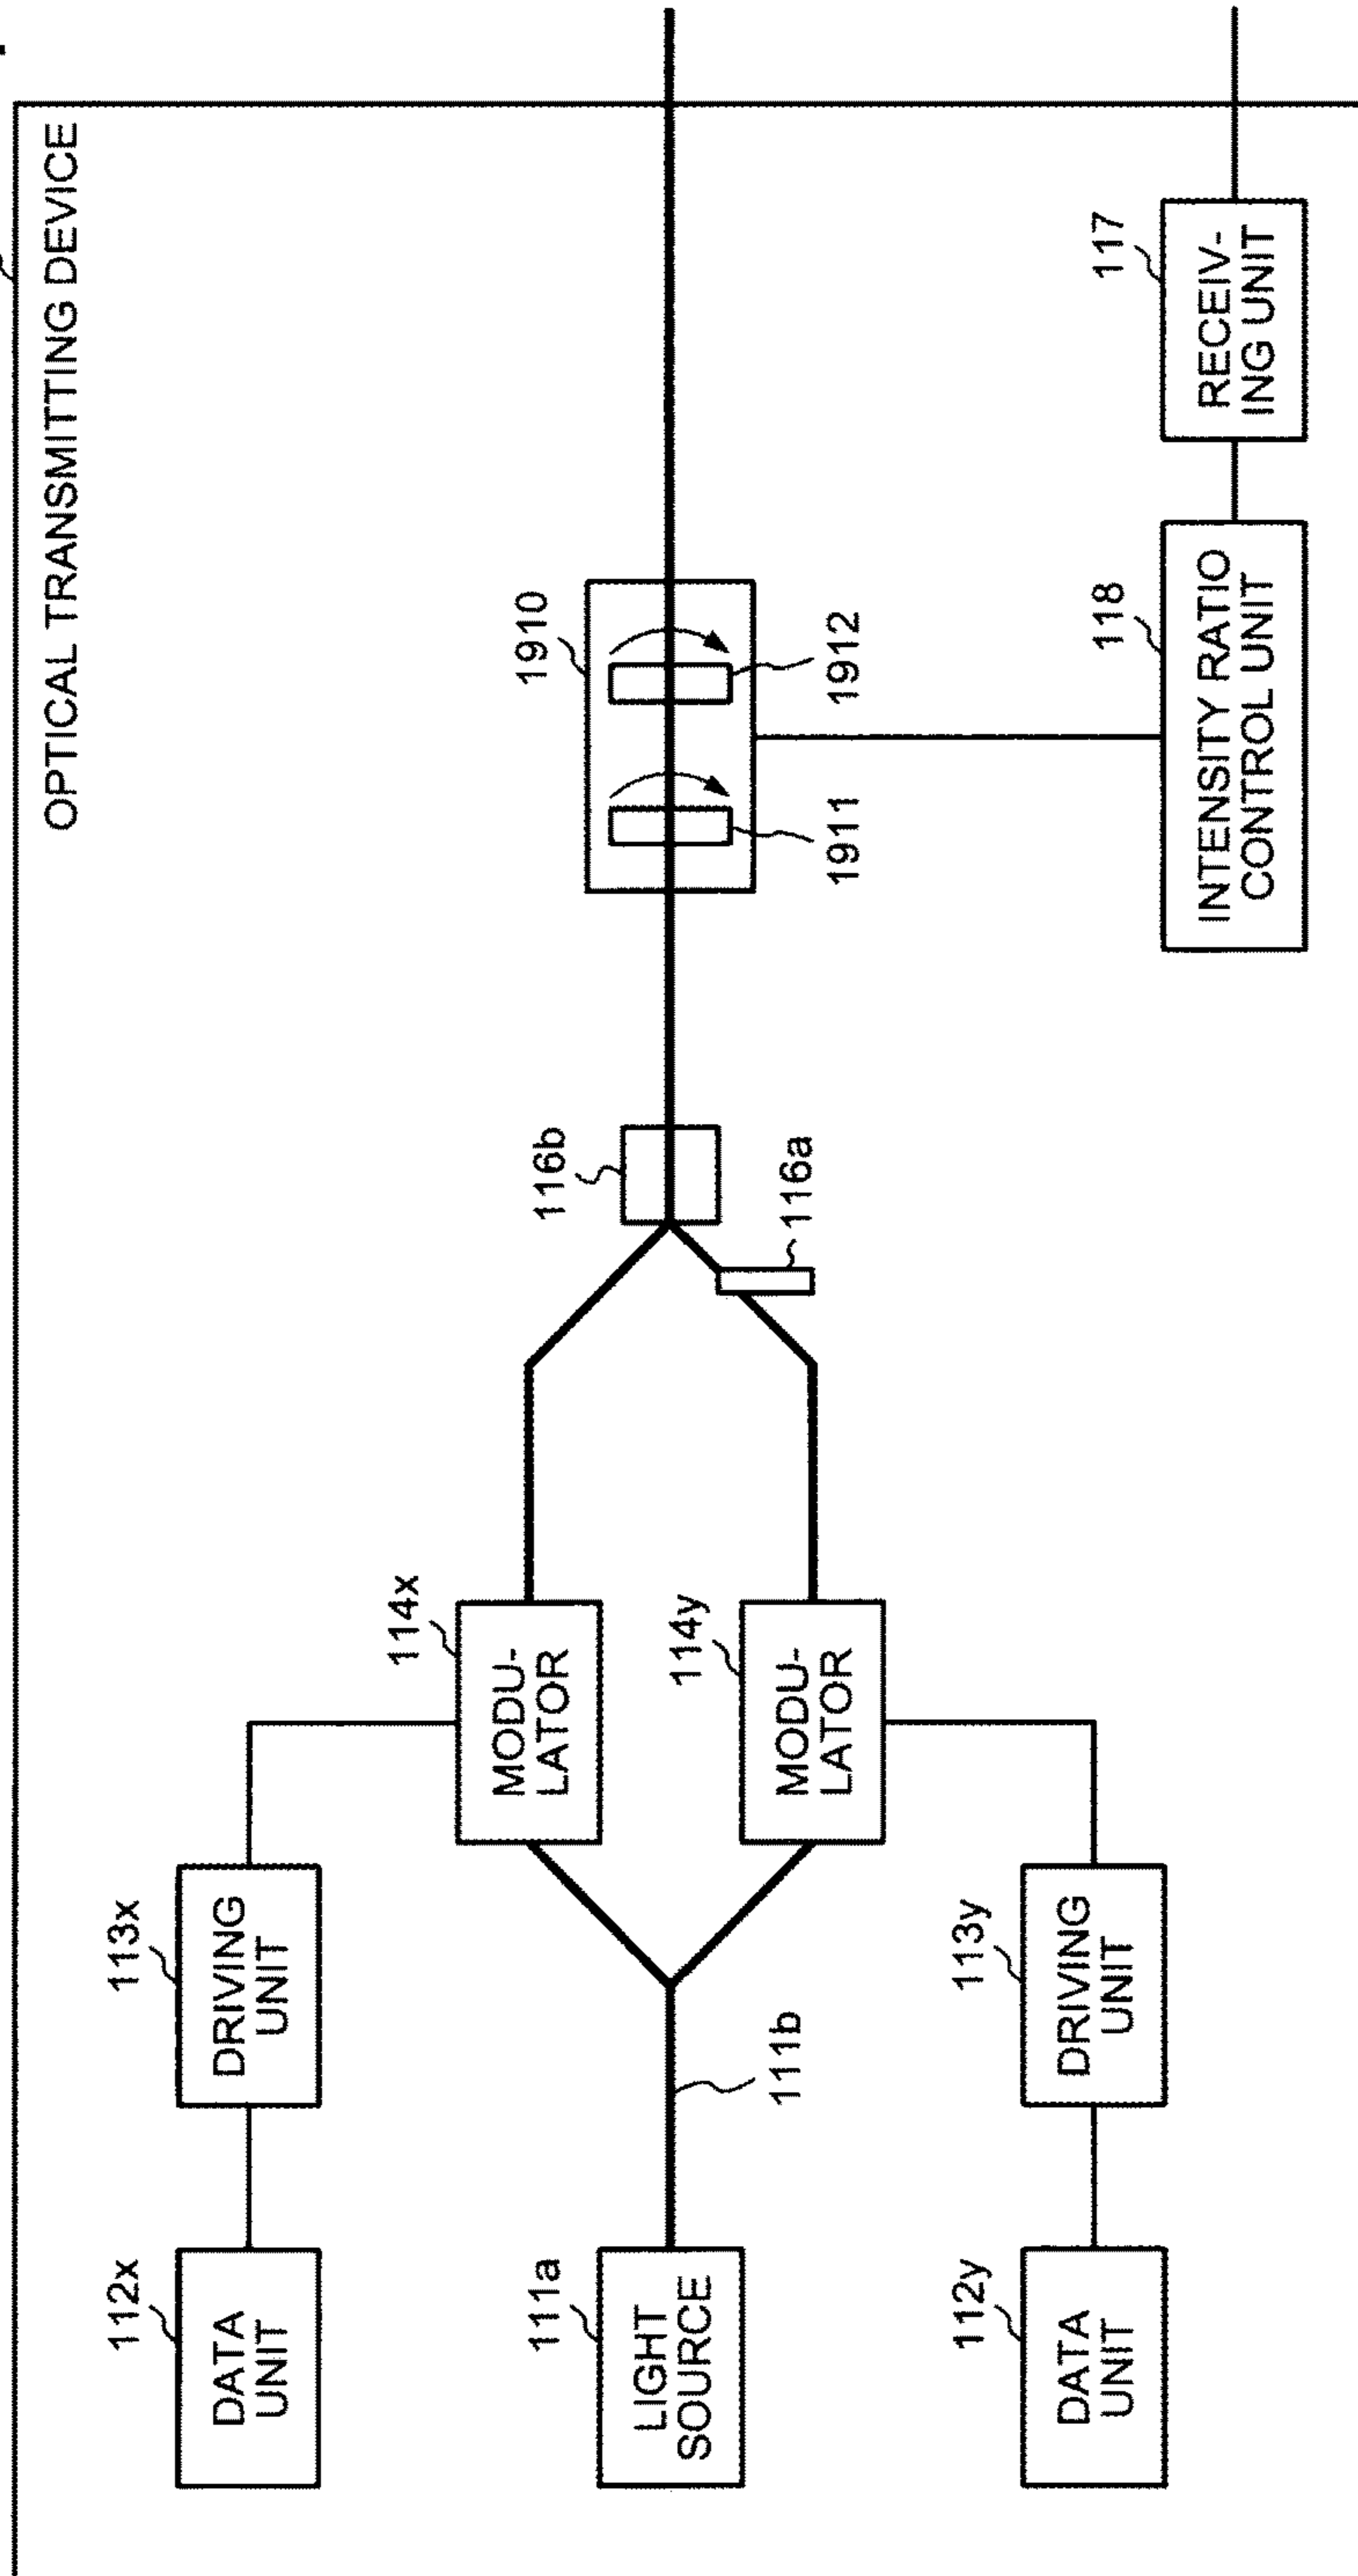 OPTICAL TRANSMITTING DEVICE
112x
DATA
UNIT
113x
DRIVING
UNIT
114x
MODU-
LATOR
111a
LIGHT
SOURCE
111b
114y
MODU-
LATOR
112y
DATA
UNIT
113y
DRIVING
UNIT
116b
116a
1910
1911
1912
118
INTENSITY RATIO
CONTROL UNIT
117
RECEIV-
ING UNIT